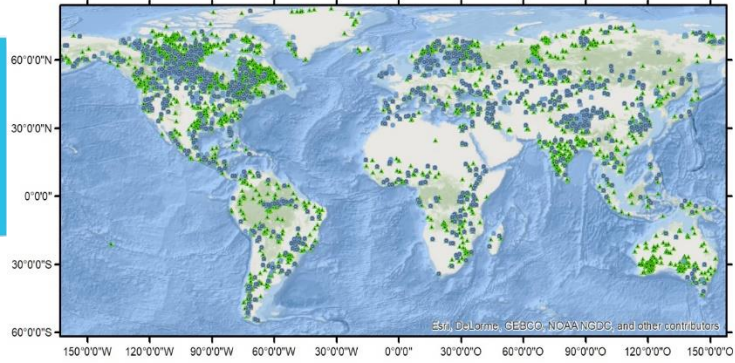 60°0'0"N
30°0'0"N
0°0'0"
30°0'0"S
60°0'0"S
Esri, DeLorme, GEBCO, NOAA NGDC, and other contributors
150°0'0"W 120°0'0"W 90°0'0"W 60°0'0"W 30°0'0"W 0°0'0" 30°0'0"E 60°0'0"E 90°0'0"E 120°0'0"E 150°0'0"E